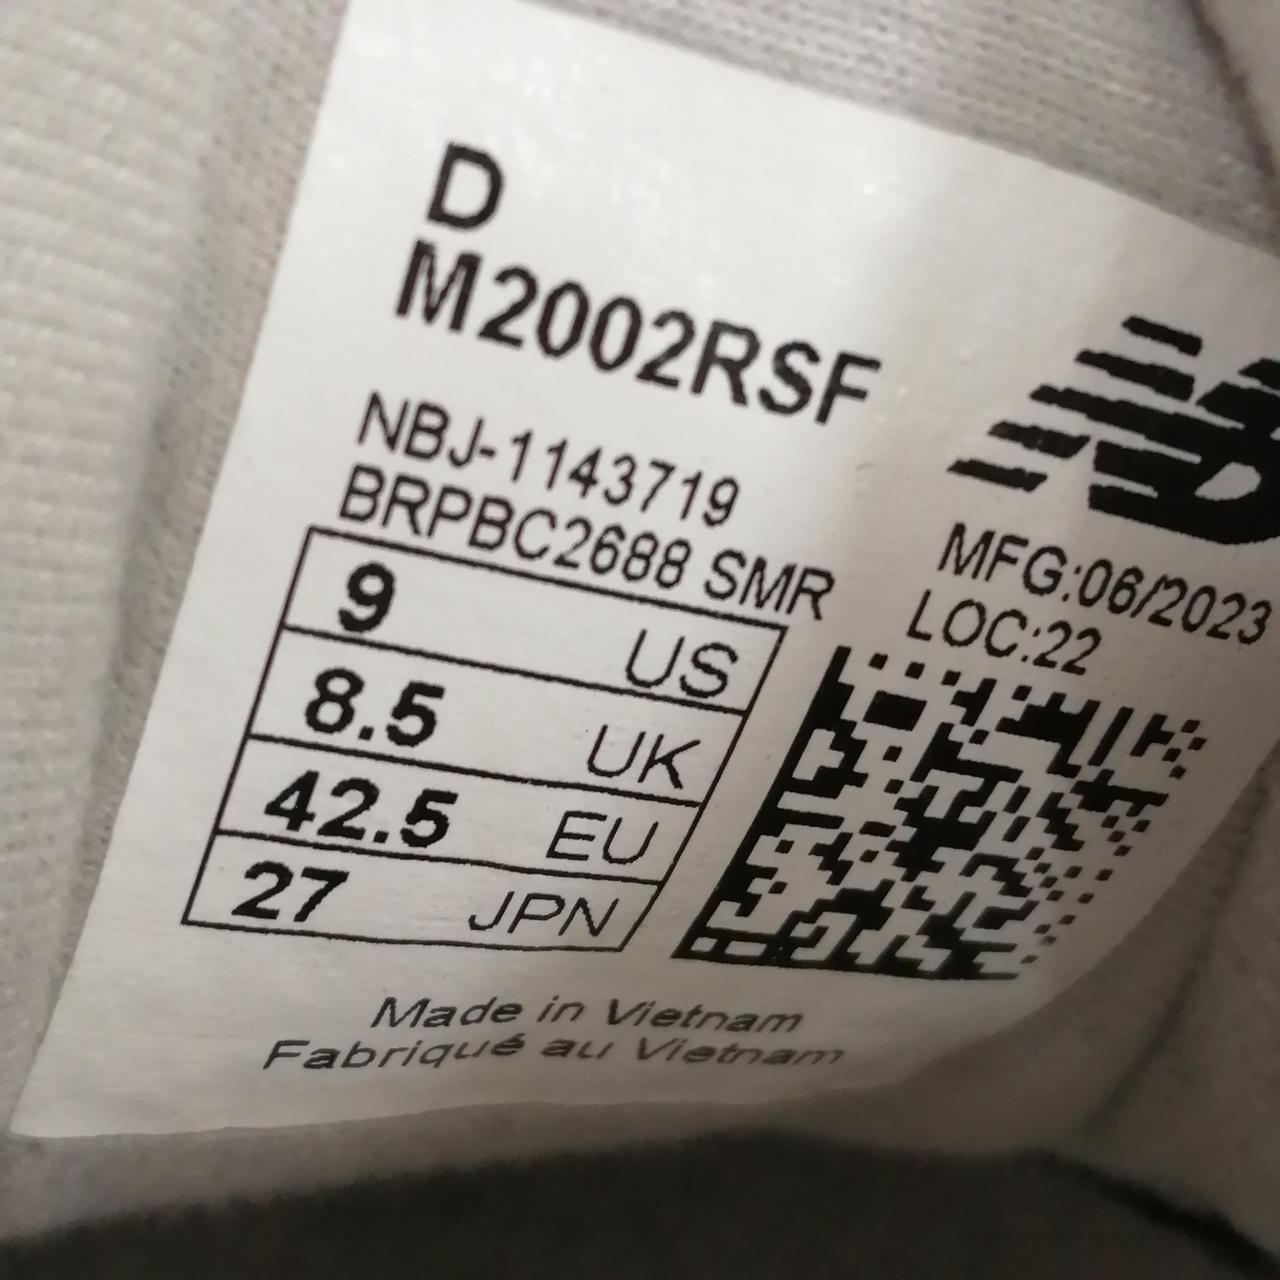 D
M2002RSF
NBJ-1143719
BRPBC2688 SMR
9 US
8.5 UK
42.5 EU
27 JPN
NB
MFG:06/2023
LOC:22
Made in Vietnam
Fabriqué au Vietnam